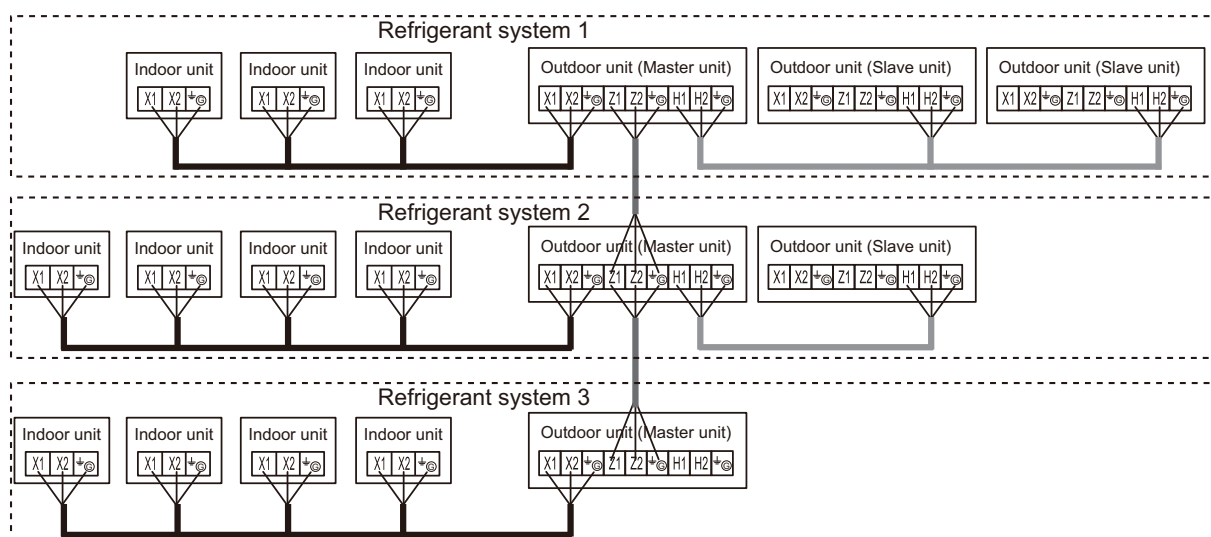 Refrigerant system 1
Indoor unit Indoor unit Indoor unit Outdoor unit (Master unit) Outdoor unit (Slave unit) Outdoor unit (Slave unit)
X1 X2 G X1 X2 G X1 X2 G X1 X2 G Z1 Z2 G H1 H2 G X1 X2 G Z1 Z2 G H1 H2 G X1 X2 G Z1 Z2 G H1 H2 G
Refrigerant system 2
Indoor unit Indoor unit Indoor unit Indoor unit Outdoor unit (Master unit) Outdoor unit (Slave unit)
X1 X2 G X1 X2 G X1 X2 G X1 X2 G X1 X2 G Z1 Z2 G H1 H2 G X1 X2 G Z1 Z2 G H1 H2 G
Refrigerant system 3
Indoor unit Indoor unit Indoor unit Indoor unit Outdoor unit (Master unit)
X1 X2 G X1 X2 G X1 X2 G X1 X2 G X1 X2 G Z1 Z2 G H1 H2 G